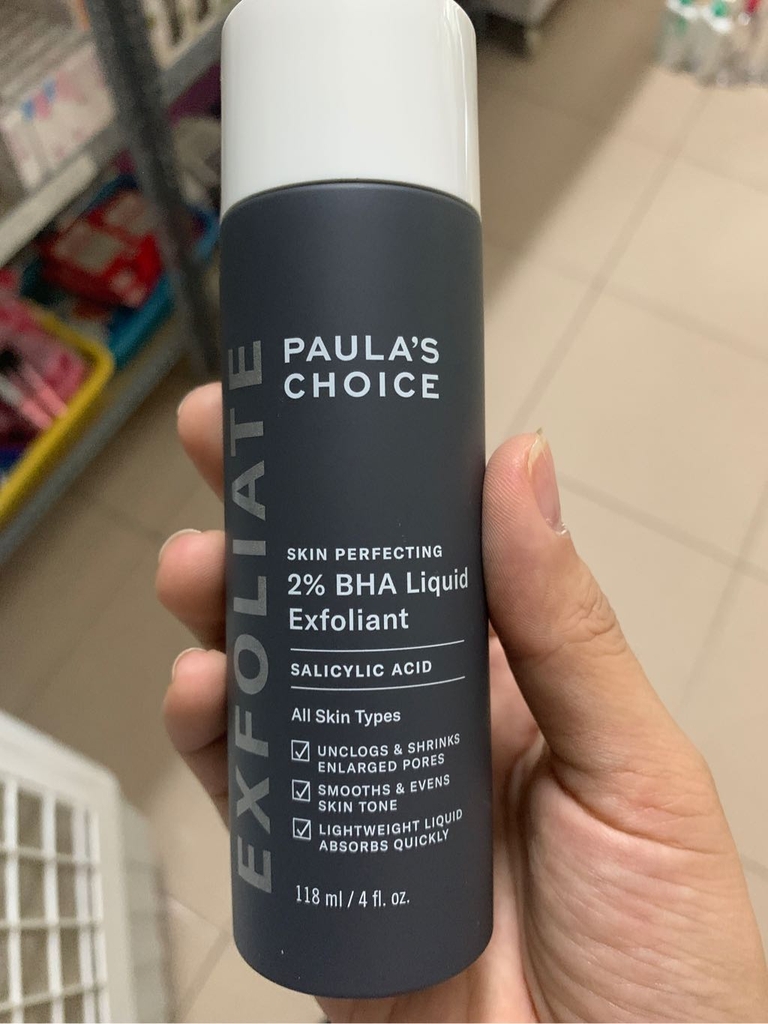 EXFOLIATE
PAULA'S
CHOICE
SKIN PERFECTING
2% BHA Liquid
Exfoliant
SALICYLIC ACID
All Skin Types
UNCLOGS & SHRINKS
ENLARGED PORES
SMOOTHS & EVENS
SKIN TONE
LIGHTWEIGHT LIQUID
ABSORBS QUICKLY
118 ml / 4 fl. oz.